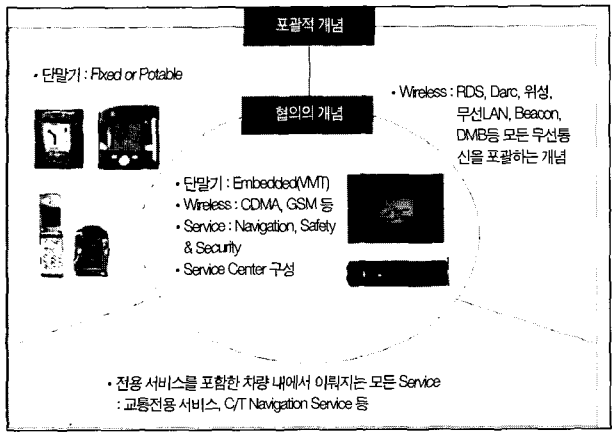 포괄적 개념
• 단말기 : Fixed or Potable
협의의 개념
• Wireless : RDS, Darc, 위성,
무선LAN, Beacon,
DMB등 모든 무선통
신을 포괄하는 개념
• 단말기 : Embedded(VMT)
• Wireless : CDMA, GSM 등
• Service : Navigation, Safety
& Security
• Service Center 구성
• 전용 서비스를 포함한 차량 내에서 이뤄지는 모든 Service
: 교통전용 서비스, C/T Navigation Service 등